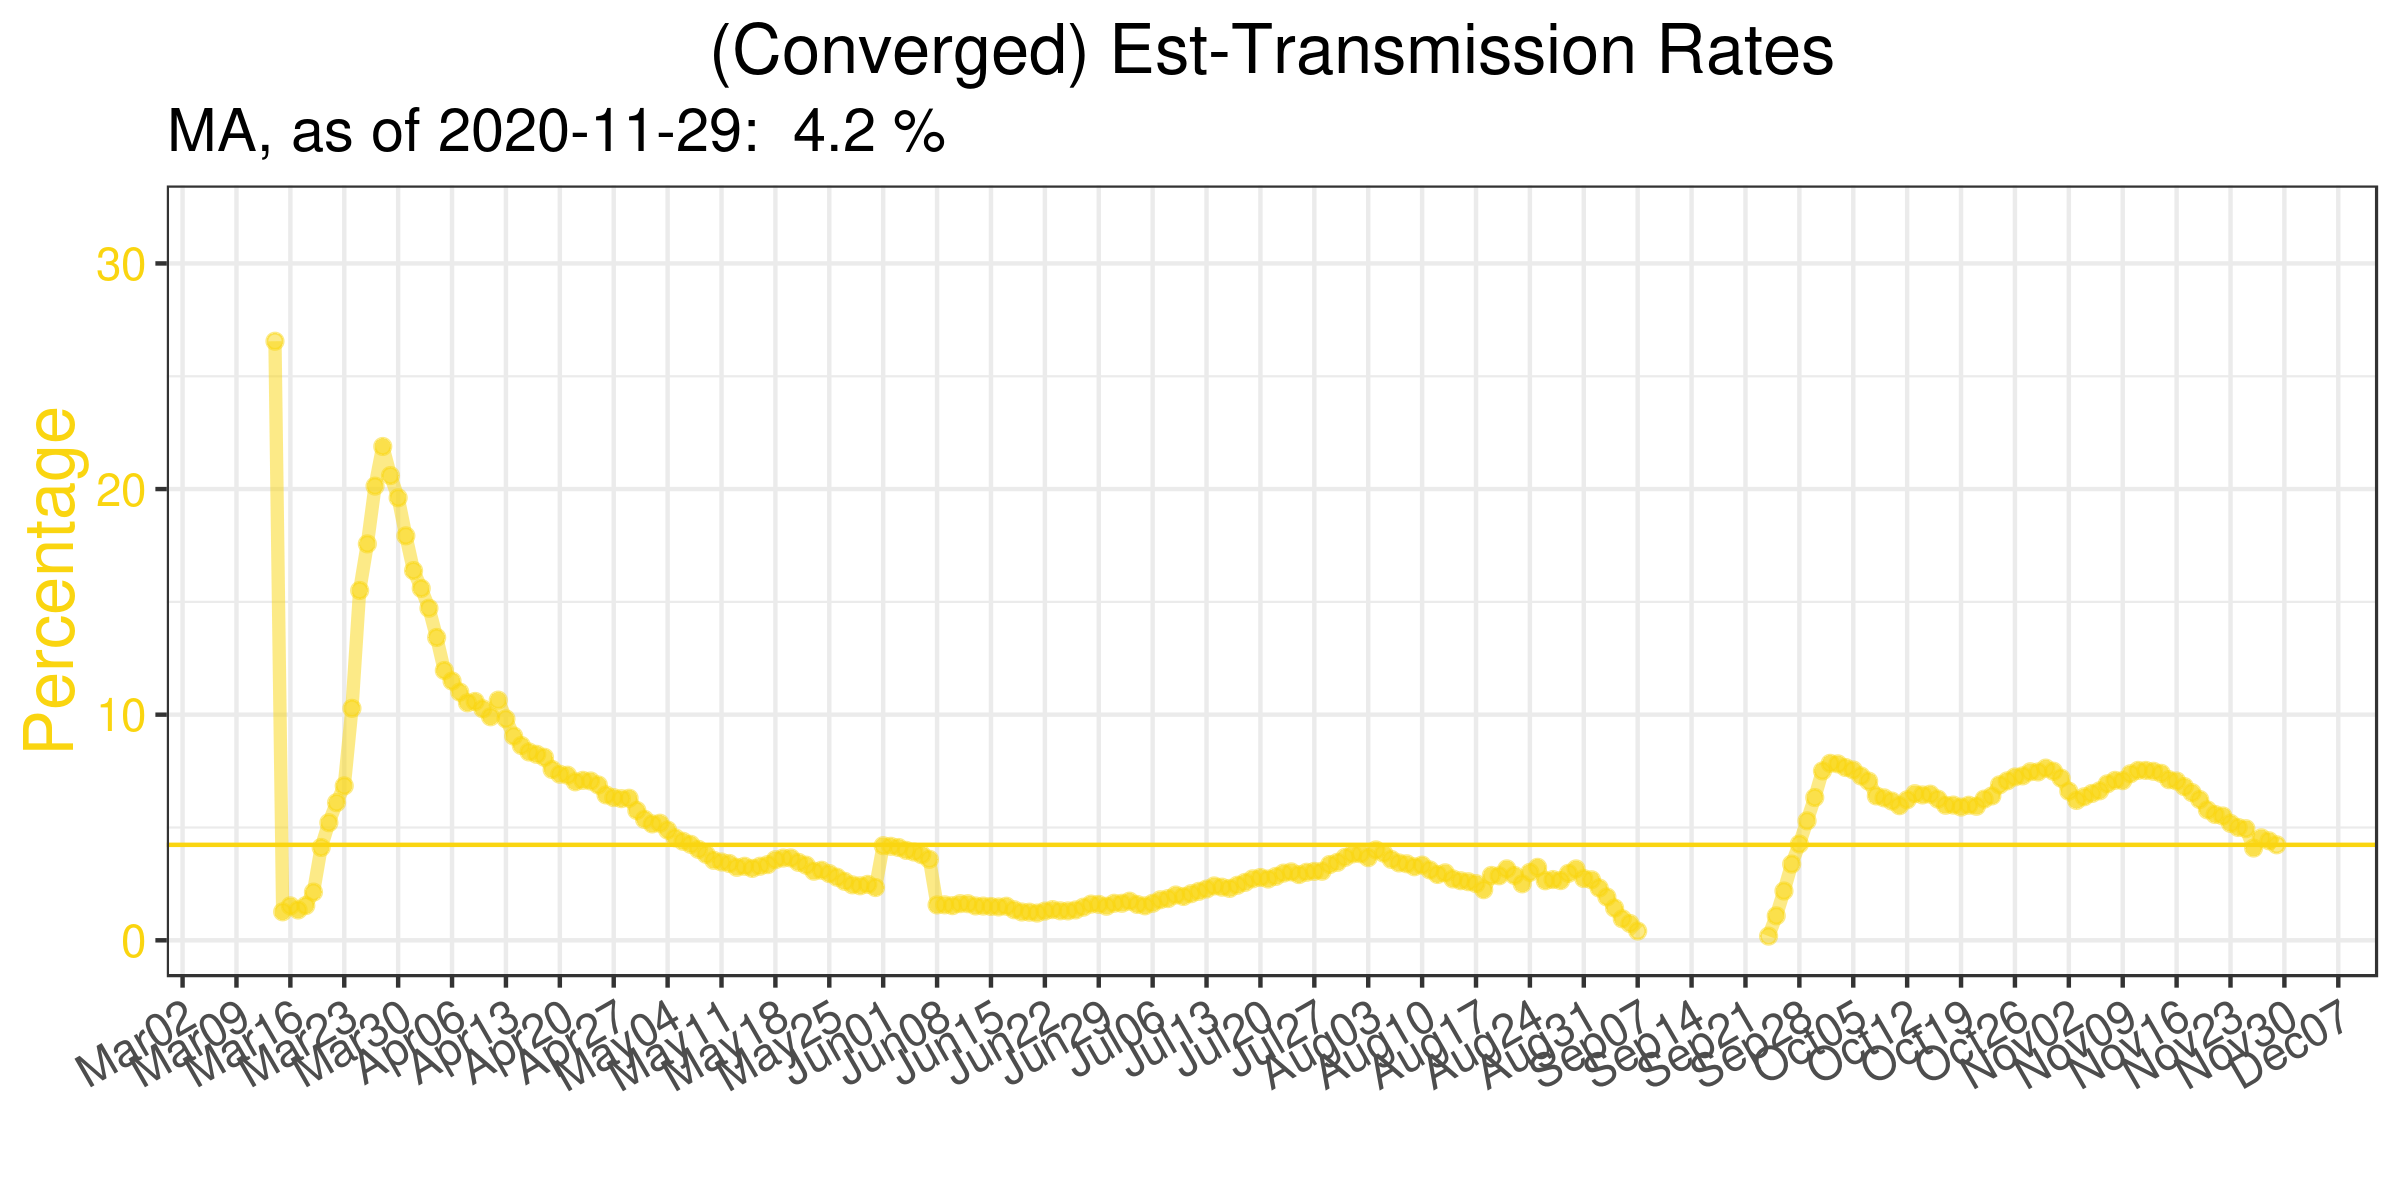 (Converged) Est-Transmission Rates
MA, as of 2020-11-29:  4.2 %
Percentage
30
20
10
0
Mar02
Mar09
Mar16
Mar23
Mar30
Apr06
Apr13
Apr20
Apr27
May04
May11
May18
May25
Jun01
Jun08
Jun15
Jun22
Jun29
Jul06
Jul13
Jul20
Jul27
Aug03
Aug10
Aug17
Aug24
Aug31
Sep07
Sep14
Sep21
Sep28
Oct05
Oct12
Oct19
Oct26
Nov02
Nov09
Nov16
Nov23
Nov30
Dec07